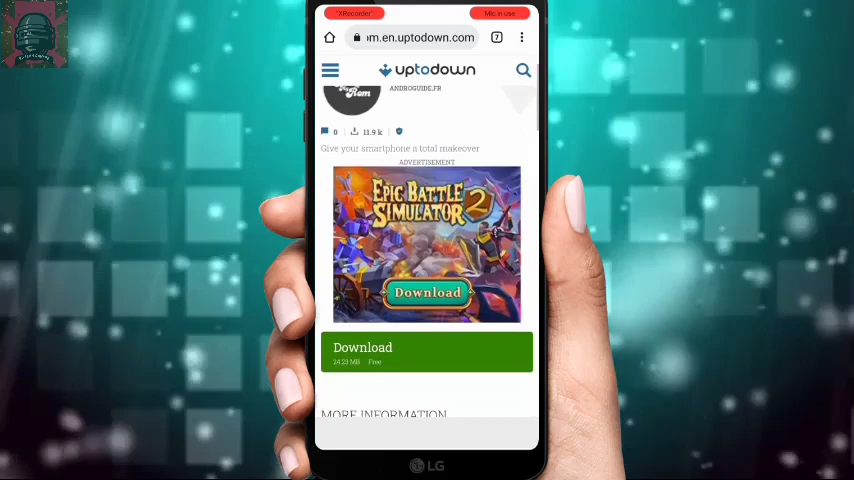 "XRecorder"
Mic in use
om.en.uptodown.com
7
uptodown
Rom
ANDROGUIDE.FR
0
11.9 k
Give your smartphone a total makeover
ADVERTISEMENT
EPIC BATTLE
SIMULATOR 2
Download
Download
24.23 MB Free
MORE INFORMATION
LG